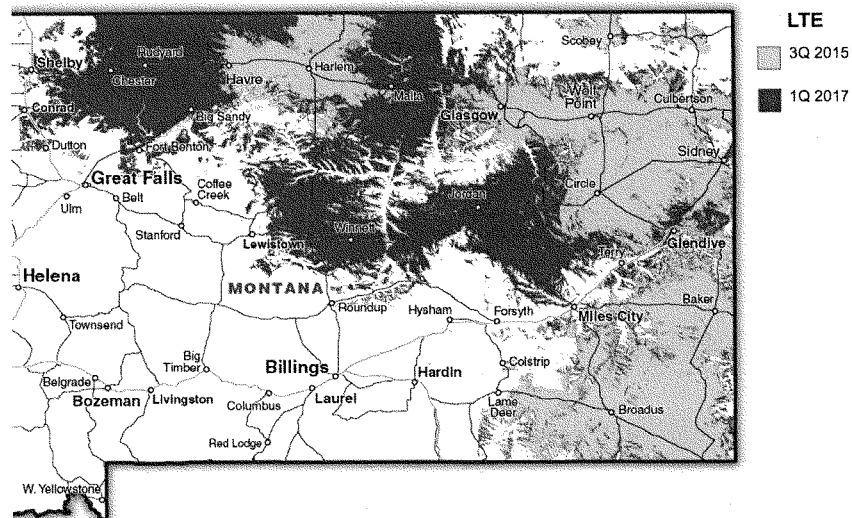 LTE
3Q 2015
1Q 2017
Scobey
Shelby
Rudyard
Chester
Havre
Harlem
Malta
Wolf
Point
Culbertson
Conrad
Big Sandy
Glasgow
Dutton
Fort Benton
Sidney
Great Falls
Coffee
Creek
Circle
Jordan
Ulm
Belt
Stanford
Lewistown
Winnett
Terry
Glendive
Helena
MONTANA
Roundup
Hysham
Forsyth
Miles City
Baker
Townsend
Big
Timber
Billings
Hardin
Colstrip
Belgrade
Bozeman
Livingston
Columbus
Laurel
Lame
Deer
Broadus
Red Lodge
W. Yellowstone